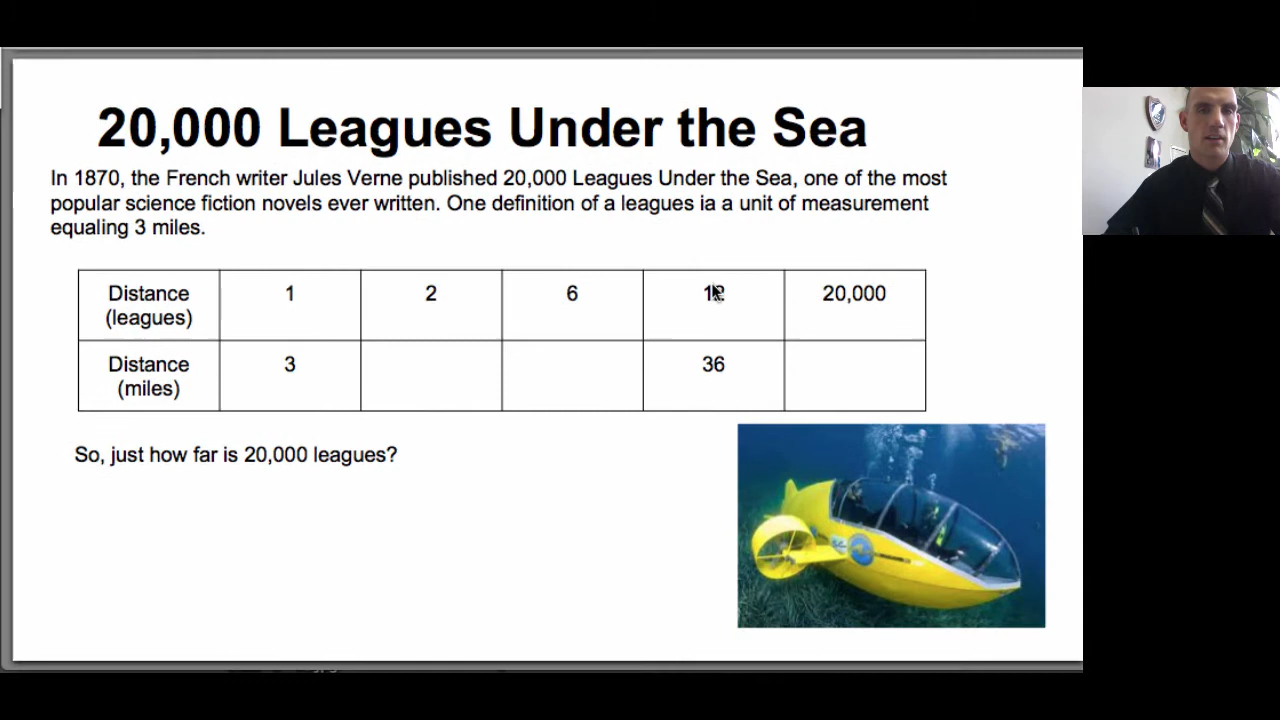 20,000 Leagues Under the Sea
In 1870, the French writer Jules Verne published 20,000 Leagues Under the Sea, one of the most
popular science fiction novels ever written. One definition of a leagues ia a unit of measurement
equaling 3 miles.
Distance (leagues) 1 2 6 12 20,000
Distance (miles) 3 36
So, just how far is 20,000 leagues?